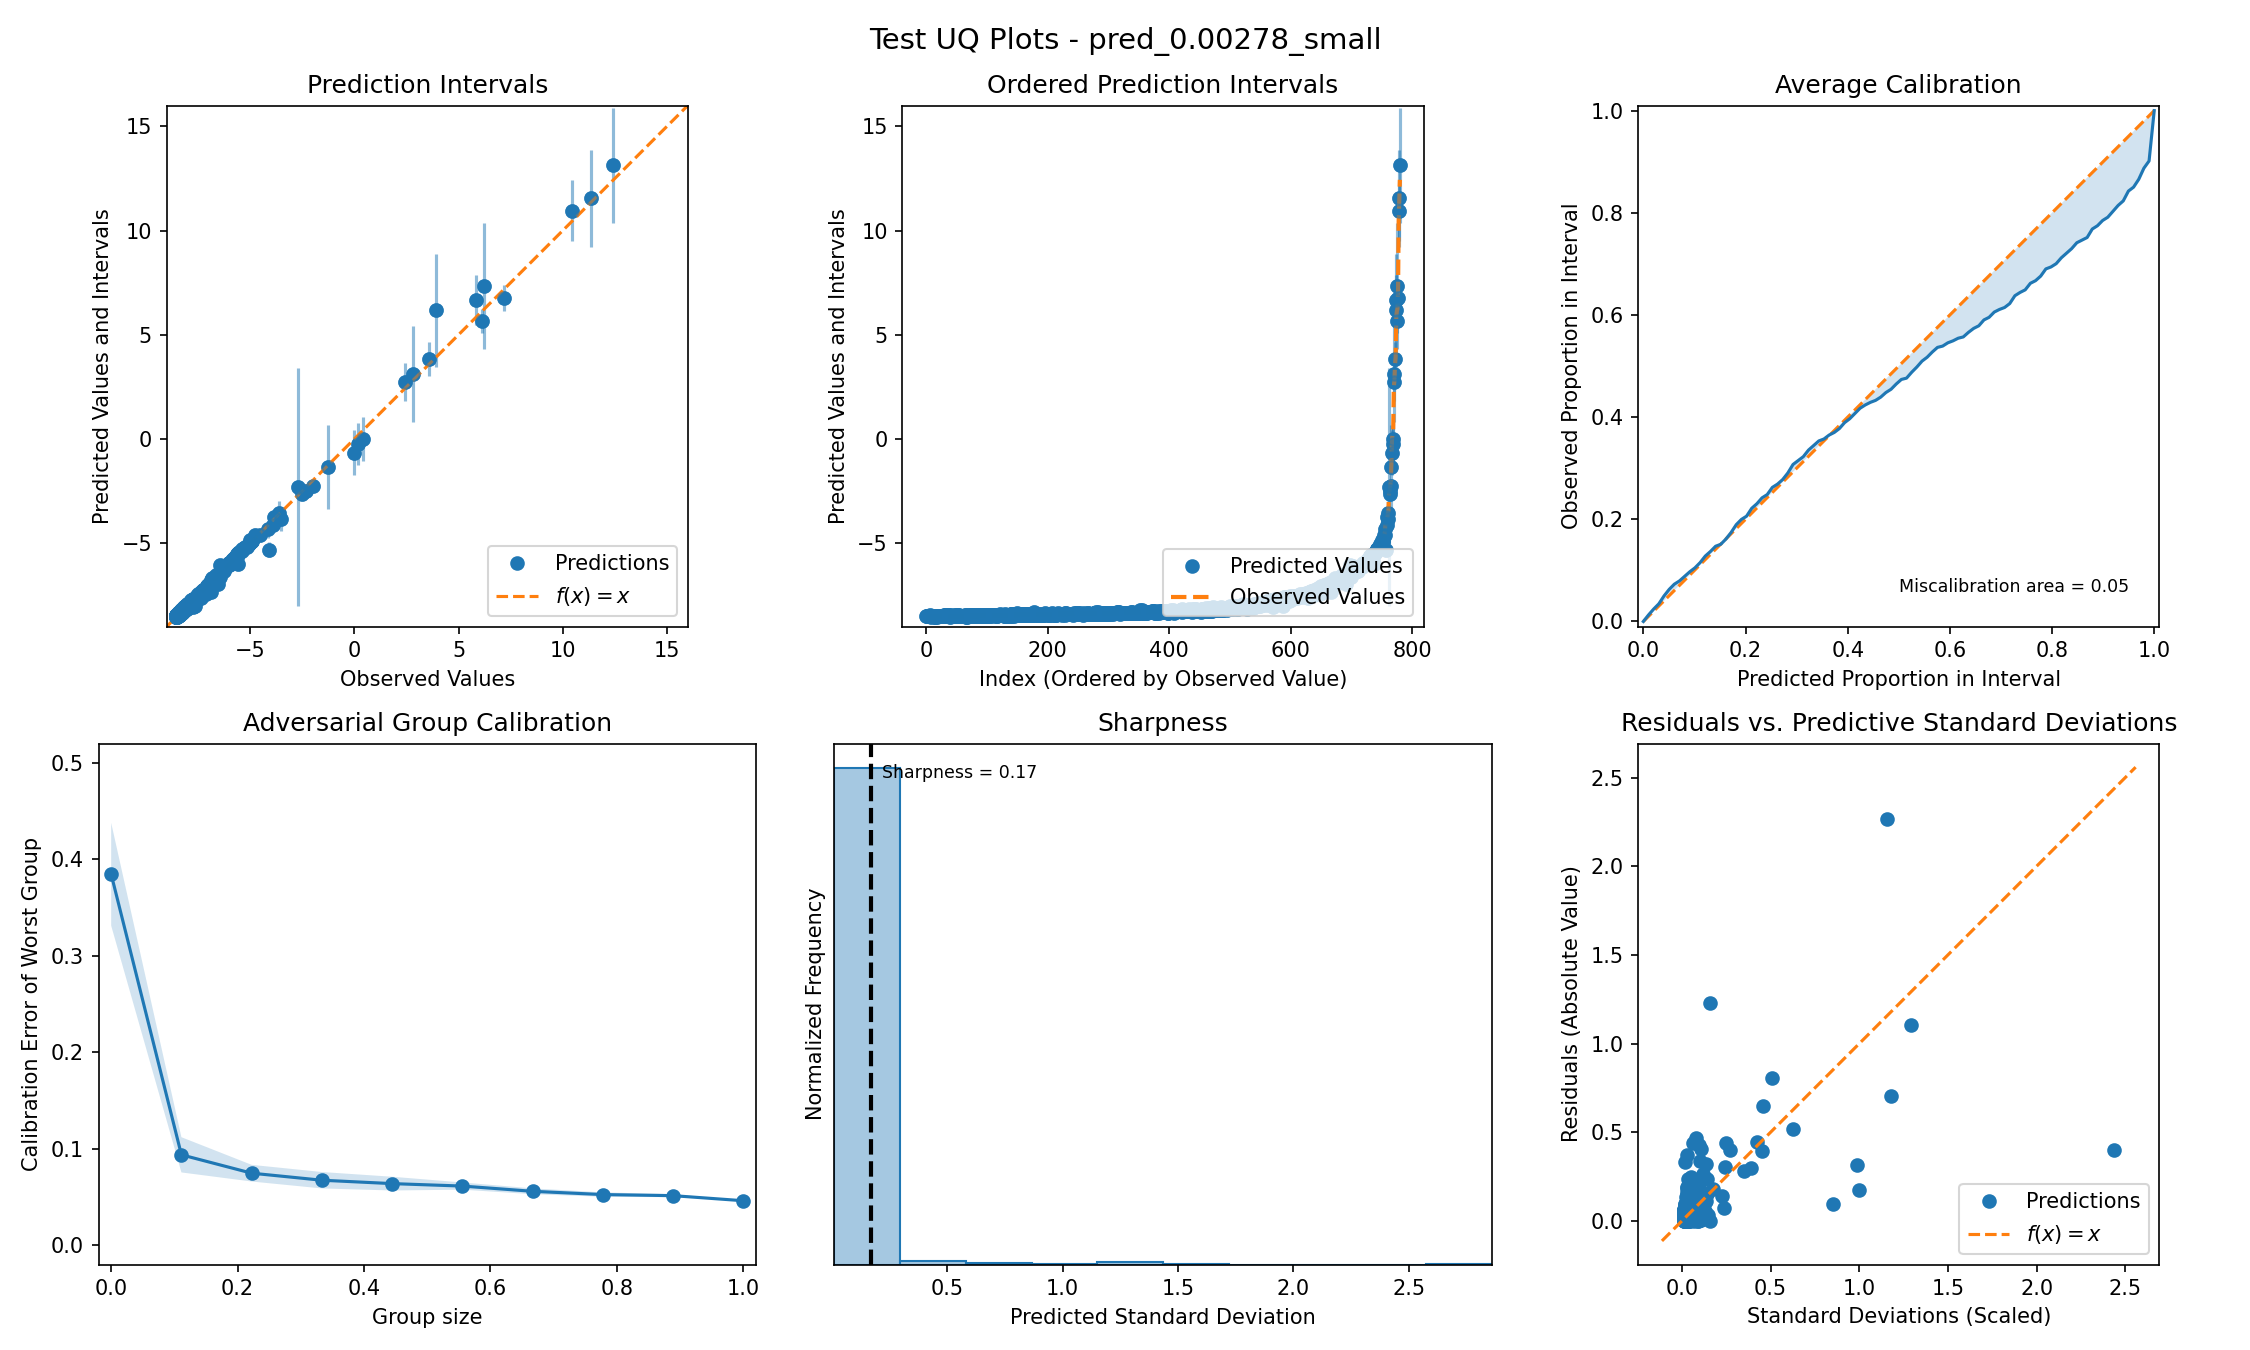 Test UQ Plots - pred_0.00278_small
Prediction Intervals
Predicted Values and Intervals
15
10
5
0
−5
−5
0
5
10
15
Observed Values
Predictions
f(x) = x
Ordered Prediction Intervals
Predicted Values and Intervals
15
10
5
0
−5
0
200
400
600
800
Index (Ordered by Observed Value)
Predicted Values
Observed Values
Average Calibration
Observed Proportion in Interval
1.0
0.8
0.6
0.4
0.2
0.0
0.0
0.2
0.4
0.6
0.8
1.0
Predicted Proportion in Interval
Miscalibration area = 0.05
Adversarial Group Calibration
Calibration Error of Worst Group
0.5
0.4
0.3
0.2
0.1
0.0
0.0
0.2
0.4
0.6
0.8
1.0
Group size
Sharpness
Normalized Frequency
Sharpness = 0.17
0.5
1.0
1.5
2.0
2.5
Predicted Standard Deviation
Residuals vs. Predictive Standard Deviations
Residuals (Absolute Value)
2.5
2.0
1.5
1.0
0.5
0.0
0.0
0.5
1.0
1.5
2.0
2.5
Standard Deviations (Scaled)
Predictions
f(x) = x